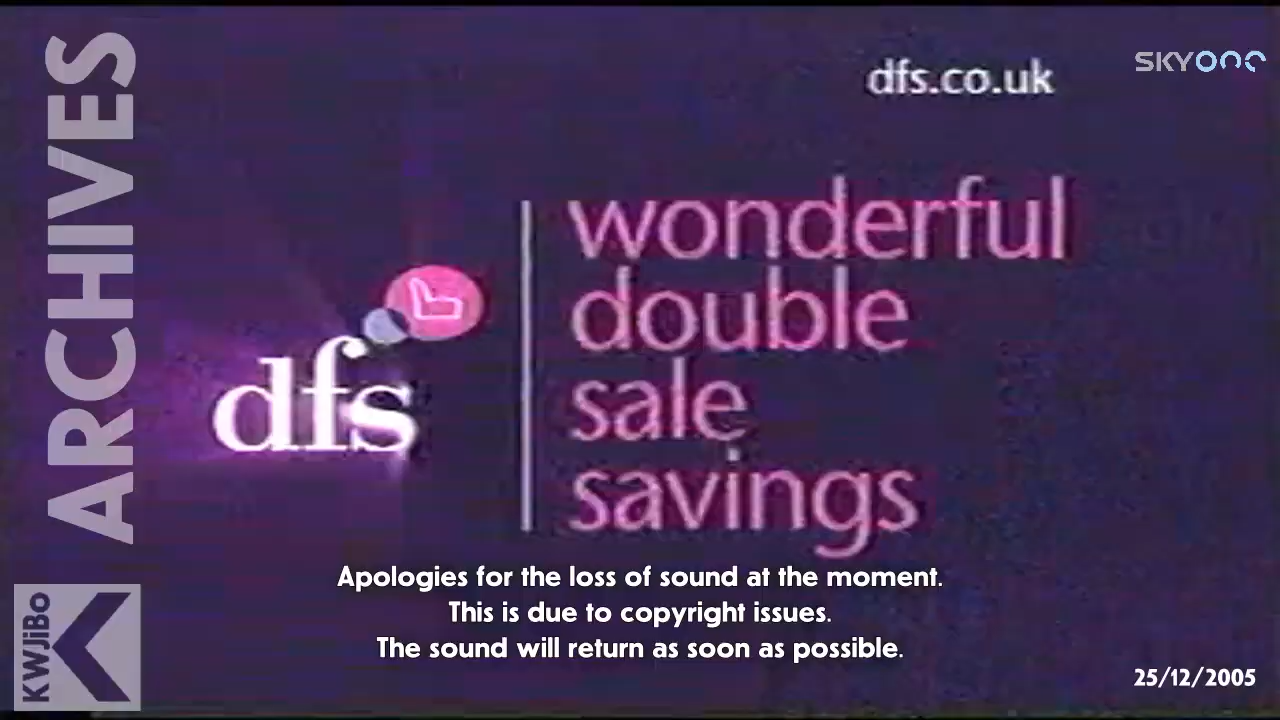 ARCHIVES
KWJiBo
SKYONE
dfs.co.uk
dfs
wonderful
double
sale
savings
Apologies for the loss of sound at the moment.
This is due to copyright issues.
The sound will return as soon as possible.
25/12/2005